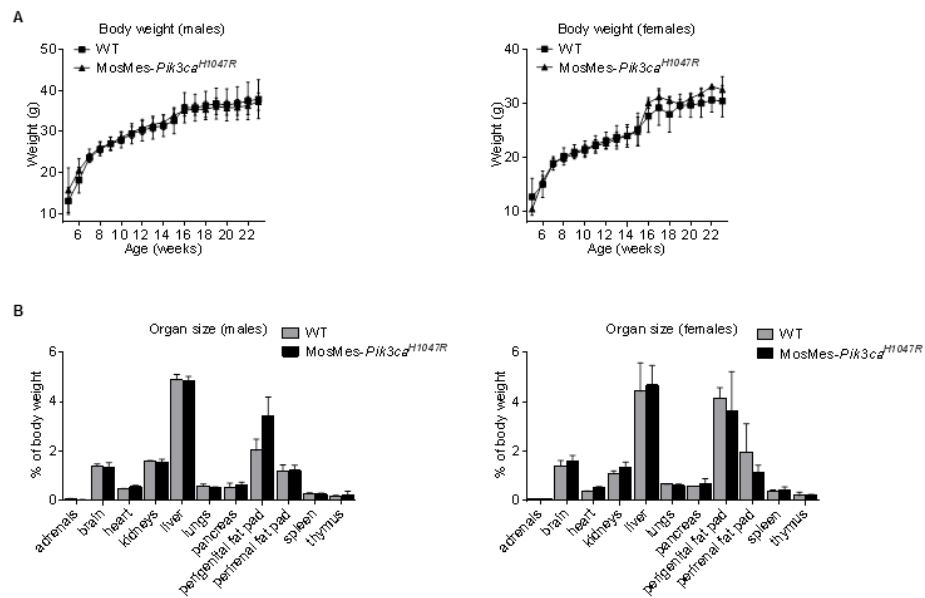 A
Body weight (males)
WT
MosMes-Pik3caH1047R
50
40
30
20
10
Weight (g)
6 8 10 12 14 16 18 20 22
Age (weeks)
Body weight (females)
WT
MosMes-Pik3caH1047R
40
30
20
10
Weight (g)
6 8 10 12 14 16 18 20 22
Age (weeks)
B
Organ size (males)
WT
MosMes-Pik3caH1047R
6
4
2
0
% of body weight
adrenals
brain
heart
kidneys
liver
lungs
pancreas
perigenital fat pad
perirenal fat pad
spleen
thymus
Organ size (females)
WT
MosMes-Pik3caH1047R
6
4
2
0
% of body weight
adrenals
brain
heart
kidneys
liver
lungs
pancreas
perigenital fat pad
perirenal fat pad
spleen
thymus